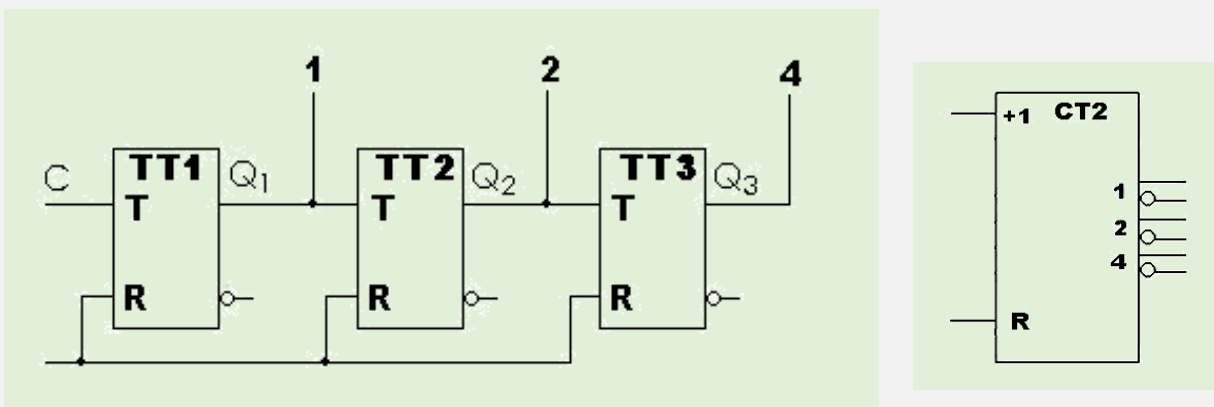 1 2 4
C TT1 Q1 TT2 Q2 TT3 Q3
T T T
R R R
+1 CT2
1
2
4
R